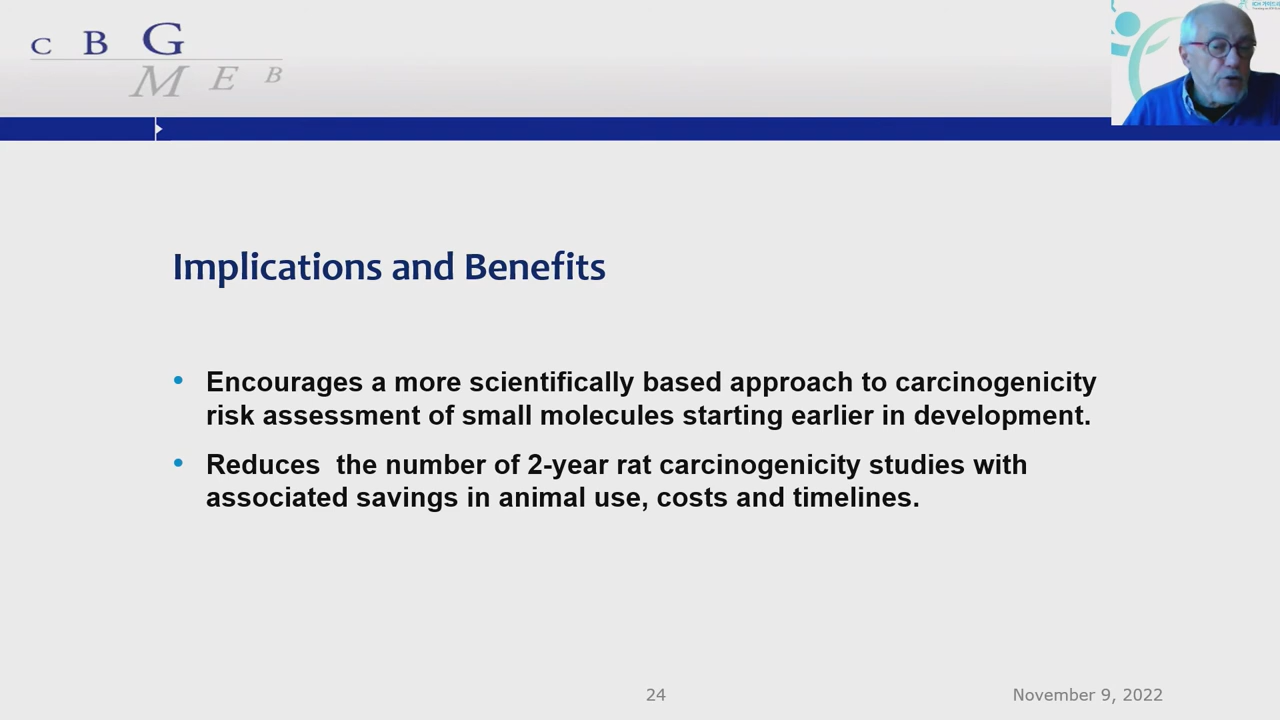 C B G
M E B
Implications and Benefits
• Encourages a more scientifically based approach to carcinogenicity
risk assessment of small molecules starting earlier in development.
• Reduces  the number of 2-year rat carcinogenicity studies with
associated savings in animal use, costs and timelines.
24
November 9, 2022